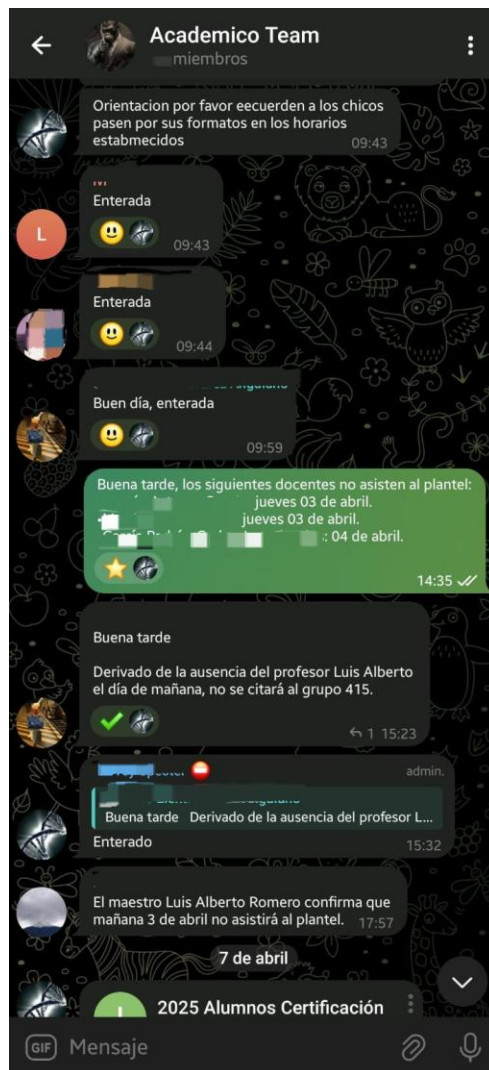 Academico Team
miembros
Orientacion por favor eecuerden a los chicos
pasen por sus formatos en los horarios
estabmecidos
09:43
Enterada
L
09:43
Enterada
09:44
Buen día, enterada
09:59
Buena tarde, los siguientes docentes no asisten al plantel:
jueves 03 de abril.
jueves 03 de abril.
: 04 de abril.
14:35
Buena tarde
Derivado de la ausencia del profesor Luis Alberto
el día de mañana, no se citará al grupo 415.
1 15:23
admin.
Buena tarde Derivado de la ausencia del profesor L...
Enterado
15:32
El maestro Luis Alberto Romero confirma que
mañana 3 de abril no asistirá al plantel. 17:57
7 de abril
2025 Alumnos Certificación
GIF Mensaje